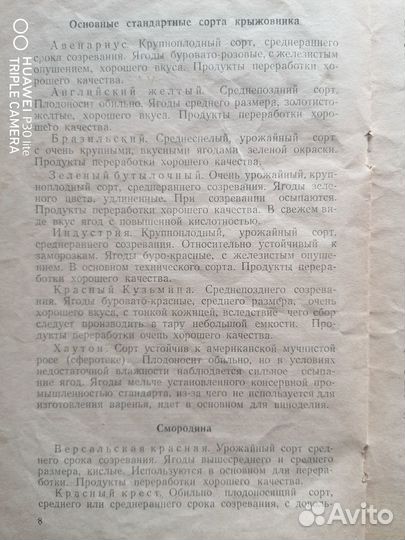 Основные стандартные сорта крыжовника
Авенариус. Крупноплодный сорт, среднераннего
срока созревания. Ягоды буровато-розовые, с железистым
опушением, хорошего вкуса. Продукты переработки хо-
рошего качества.
Английский желтый. Среднепоздний сорт.
Плодоносит обильно. Ягоды среднего размера, золотисто-
желтые, хорошего вкуса. Продукты переработки хоро-
шего качества.
Бразильский. Среднеспелый, урожайный сорт
с очень крупными, вкусными ягодами зеленой окраски.
Продукты переработки хорошего качества.
Зеленый бутылочный. Очень урожайный, круп-
ноплодный сорт, среднераннего созревания. Ягоды зеле-
ного цвета, удлиненные. При созревании осыпаются.
Продукты переработки хорошего качества. В свежем ви-
де вкус ягод с повышенной кислотностью.
Индустрия. Крупноплодный, урожайный сорт,
среднераннего созревания. Относительно устойчивый к
заморозкам. Ягоды буро-красные, с железистым опуше-
нием. В основном технического сорта. Продукты перера-
ботки хорошего качества.
Красный Кузьмина. Среднепозднего созрева-
ния. Ягоды буровато-красные, среднего размера, очень
хорошего вкуса, с тонкой кожицей, вследствие чего сбор
следует производить в тару небольшой емкости. Про-
дукты переработки очень хорошего качества.
Хаутон. Сорт устойчив к американской мучнистой
росе (сферотеке). Плодоносит обильно, но в условиях
недостаточной влажности наблюдается сильное осыпа-
ние ягод. Ягоды мельче установленного консервной про-
мышленностью стандарта, из-за чего не используется для
изготовления варенья, идет в основном для виноделия.
Смородина
Версальская красная. Урожайный сорт сред-
него срока созревания. Ягоды вышесреднего и среднего
размера, кислые. Используются в основном для перера-
ботки. Продукты переработки хорошего качества.
Красный крест. Обильно плодоносящий сорт,
среднего или среднераннего срока созревания, с доволь-
8
HUAWEI P30 lite
TRIPLE CAMERA
Avito